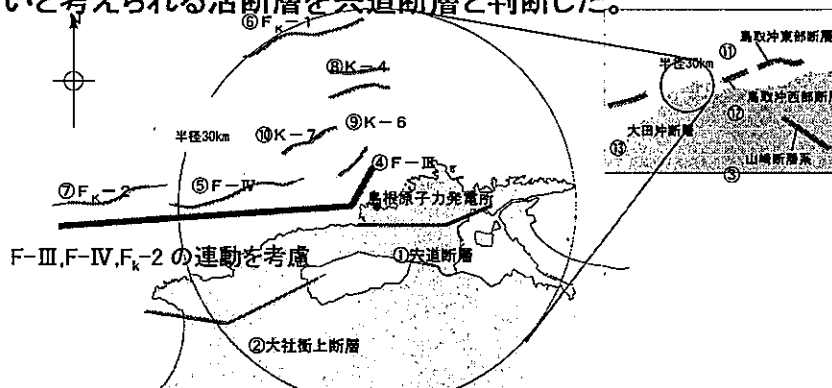 いと考えられる活断層を宍道断層と判断した。
N
⑥FK-1
⑧K-4
⑨K-6
半径30km
⑩K-7
④F-Ⅲ
⑦FK-2
⑤F-Ⅳ
島根原子力発電所
F-Ⅲ,F-Ⅳ,Fk-2 の連動を考慮
①宍道断層
②大社衝上断層
鳥取沖東部断層
⑪
半径30km
鳥取沖西部断層
⑫
大田沖断層
⑬
山崎断層系
③